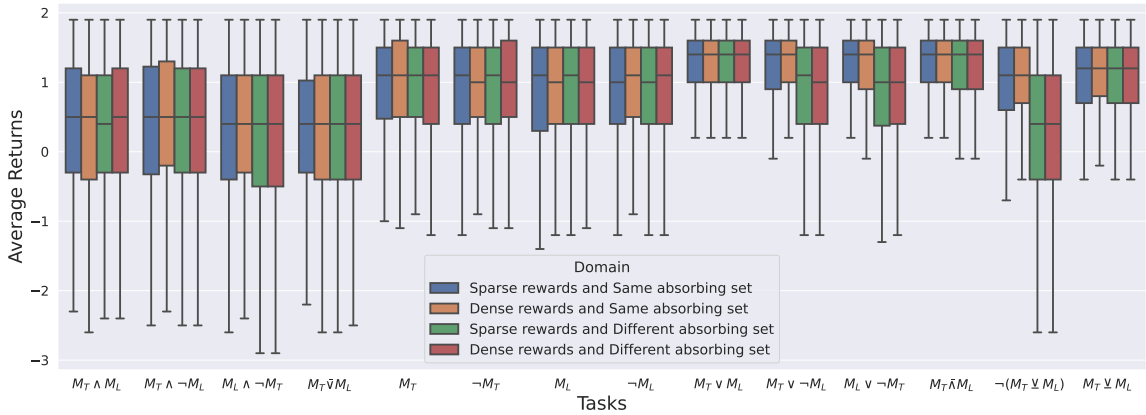 2
1
0
−1
−2
−3
Average Returns
Domain
Sparse rewards and Same absorbing set
Dense rewards and Same absorbing set
Sparse rewards and Different absorbing set
Dense rewards and Different absorbing set
M_T ∧ M_L
M_T ∧ ¬M_L
M_L ∧ ¬M_T
M_T ⊽ M_L
M_T
¬M_T
M_L
¬M_L
M_T ∨ M_L
M_T ∨ ¬M_L
M_L ∨ ¬M_T
M_T ⊼ M_L
¬(M_T ⊻ M_L)
M_T ⊻ M_L
Tasks